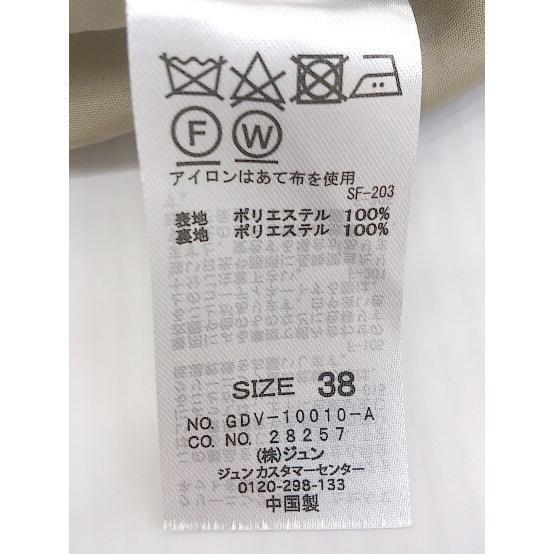 F W
アイロンはあて布を使用
SF-203
表地 ポリエステル 100%
裏地 ポリエステル 100%
SIZE 38
NO. GDV-10010-A
CO. NO. 28257
(株)ジュン
ジュンカスタマーセンター
0120-298-133
中国製